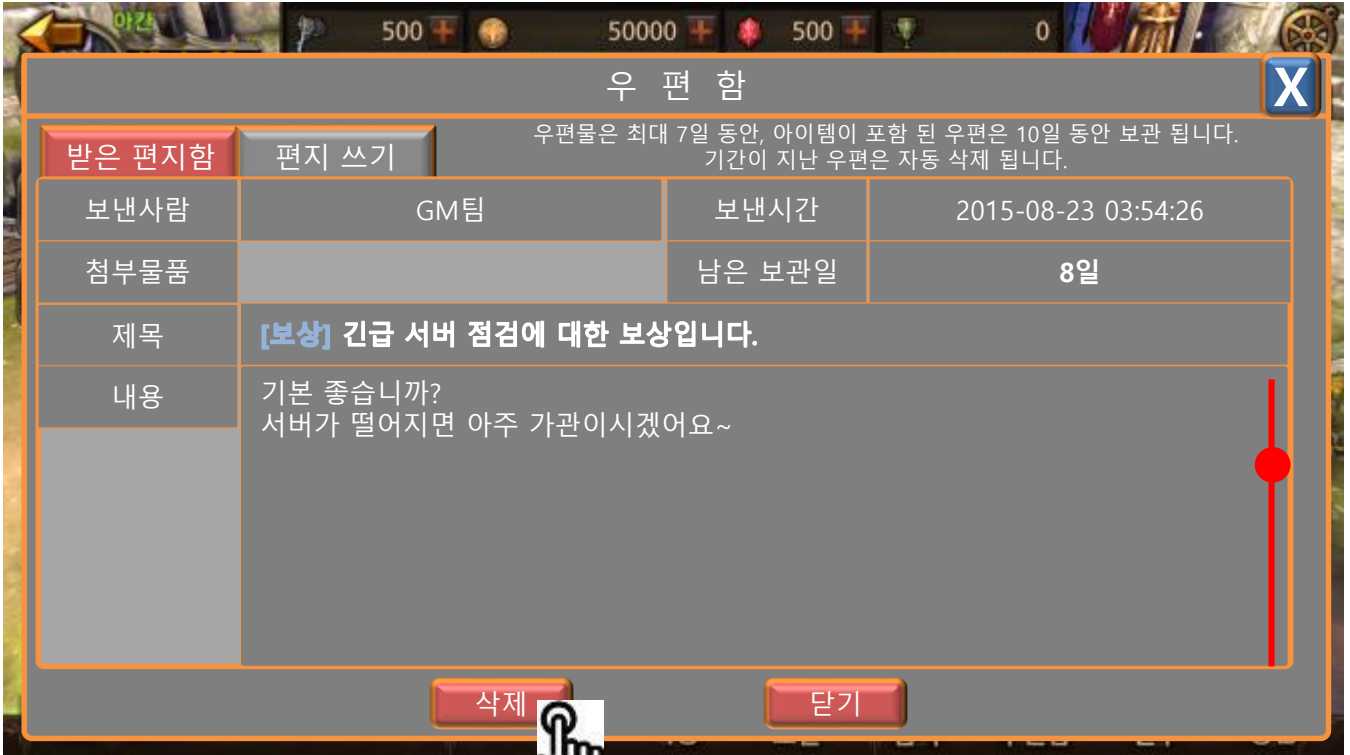 야간
500
50000
500
0
우 편 함
X
받은 편지함
편지 쓰기
우편물은 최대 7일 동안, 아이템이 포함 된 우편은 10일 동안 보관 됩니다.
기간이 지난 우편은 자동 삭제 됩니다.
보낸사람
GM팀
보낸시간
2015-08-23 03:54:26
첨부물품
남은 보관일
8일
제목
[보상] 긴급 서버 점검에 대한 보상입니다.
내용
기본 좋습니까?
서버가 떨어지면 아주 가관이시겠어요~
삭제
닫기